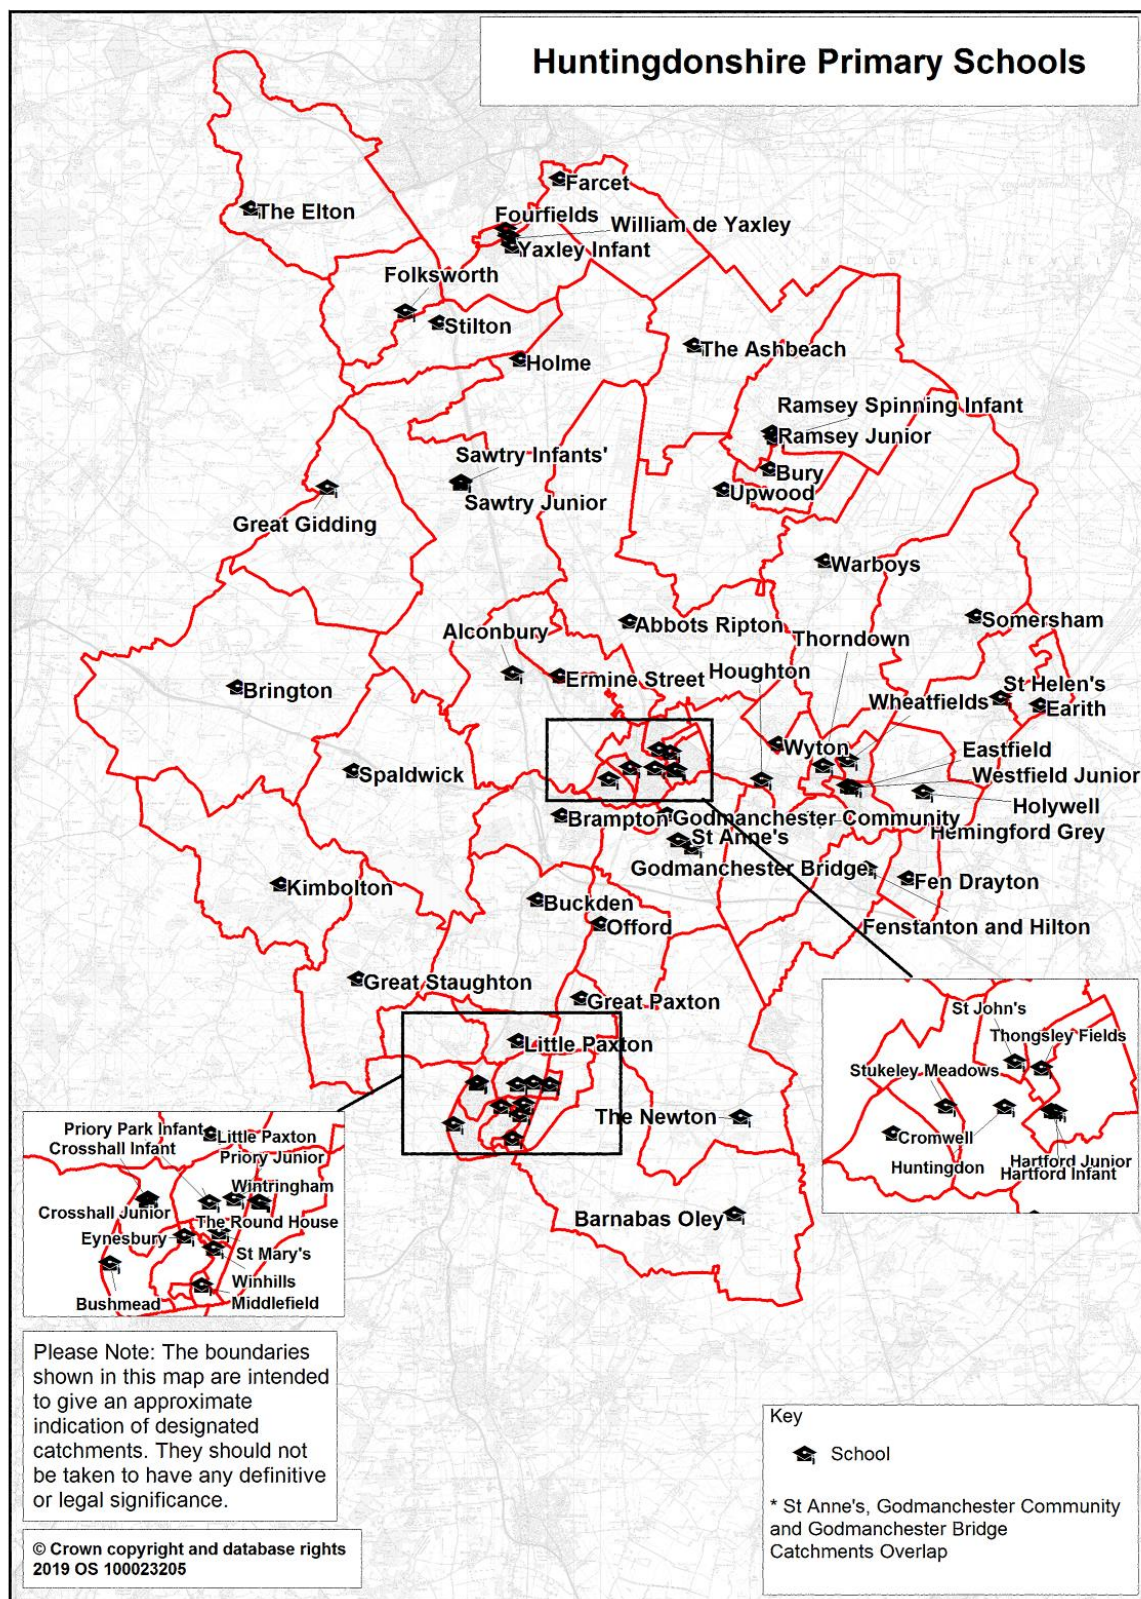 Huntingdonshire Primary Schools
Farcet
The Elton
Fourfields
William de Yaxley
Yaxley Infant
Folksworth
Stilton
The Ashbeach
Holme
Ramsey Spinning Infant
Ramsey Junior
Sawtry Infants'
Bury
Upwood
Sawtry Junior
Great Gidding
Warboys
Somersham
Abbots Ripton
Thorndown
Alconbury
Houghton
Ermine Street
St Helen's
Brington
Wheatfields
Earith
Wyton
Eastfield
Spaldwick
Westfield Junior
Holywell
Brampton
Godmanchester Community
Hemingford Grey
St Anne's
Godmanchester Bridge
Fen Drayton
Kimbolton
Buckden
Offord
Fenstanton and Hilton
Great Staughton
Great Paxton
Little Paxton
The Newton
Barnabas Oley
St John's
Thongsley Fields
Stukeley Meadows
Cromwell
Huntingdon
Hartford Junior
Hartford Infant
Priory Park Infant
Little Paxton
Crosshall Infant
Priory Junior
Wintringham
Crosshall Junior
The Round House
Eynesbury
St Mary's
Winhills
Bushmead
Middlefield
Please Note: The boundaries
shown in this map are intended
to give an approximate
indication of designated
catchments. They should not
be taken to have any definitive
or legal significance.
© Crown copyright and database rights
2019 OS 100023205
Key
School
* St Anne's, Godmanchester Community
and Godmanchester Bridge
Catchments Overlap